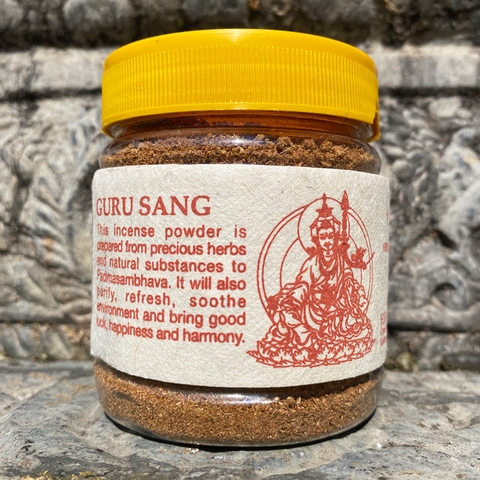 GURU SANG
This incense powder is
prepared from precious herbs
and natural substances to
Padmasambhava. It will also
purify, refresh, soothe
environment and bring good
luck, happiness and harmony.